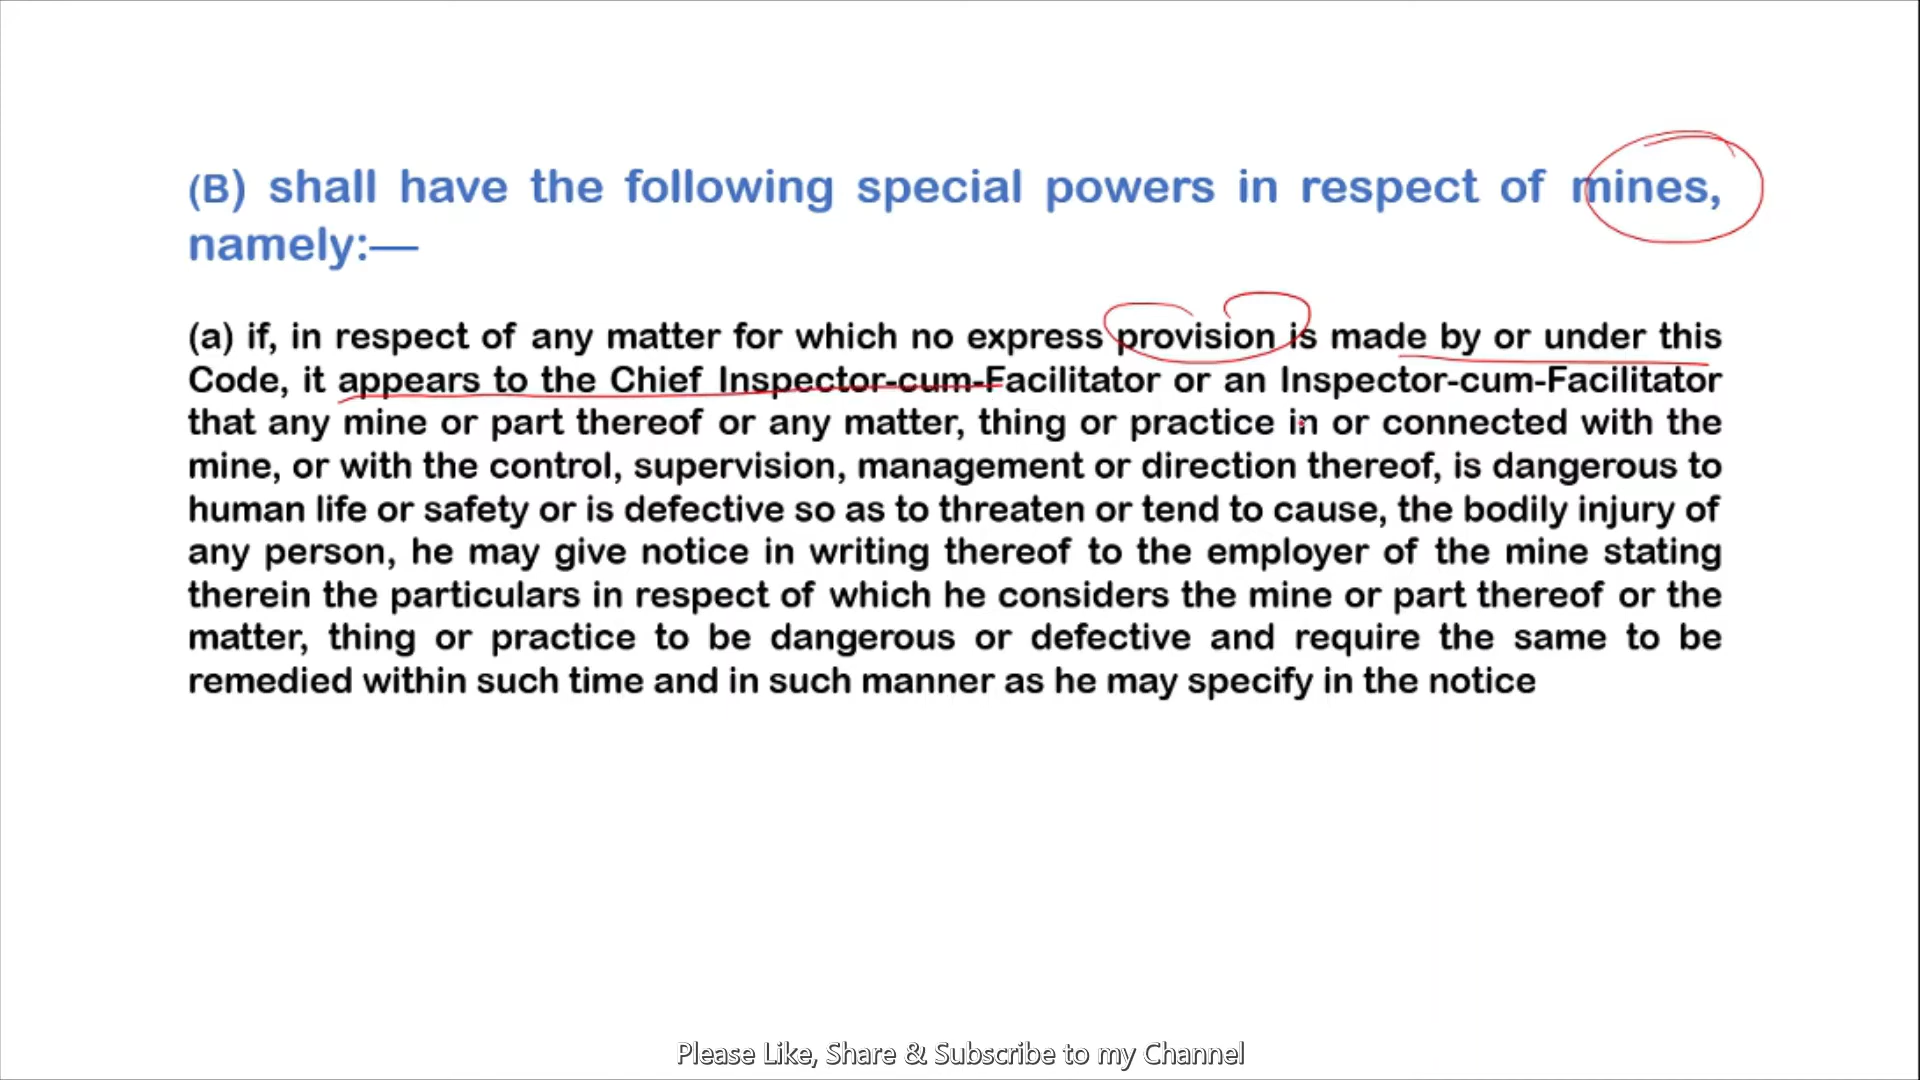 (B) shall have the following special powers in respect of mines,
namely:—
(a) if, in respect of any matter for which no express provision is made by or under this
Code, it appears to the Chief Inspector-cum-Facilitator or an Inspector-cum-Facilitator
that any mine or part thereof or any matter, thing or practice in or connected with the
mine, or with the control, supervision, management or direction thereof, is dangerous to
human life or safety or is defective so as to threaten or tend to cause, the bodily injury of
any person, he may give notice in writing thereof to the employer of the mine stating
therein the particulars in respect of which he considers the mine or part thereof or the
matter, thing or practice to be dangerous or defective and require the same to be
remedied within such time and in such manner as he may specify in the notice
Please Like, Share & Subscribe to my Channel